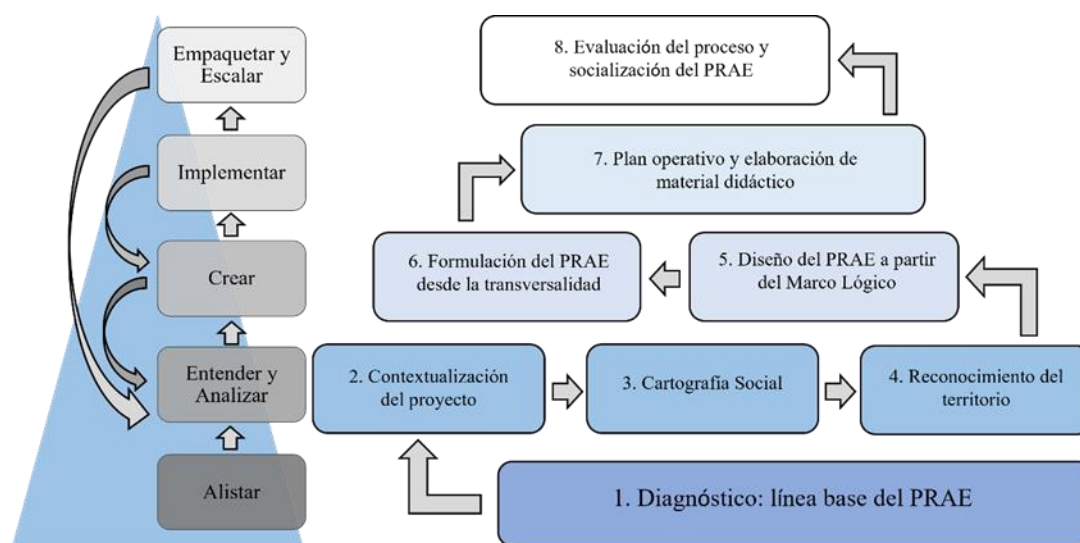 Empaquetar y
Escalar
Implementar
Crear
Entender y
Analizar
Alistar
8. Evaluación del proceso y
socialización del PRAE
7. Plan operativo y elaboración de
material didáctico
6. Formulación del PRAE
desde la transversalidad
5. Diseño del PRAE a partir
del Marco Lógico
2. Contextualización
del proyecto
3. Cartografía Social
4. Reconocimiento del
territorio
1. Diagnóstico: línea base del PRAE